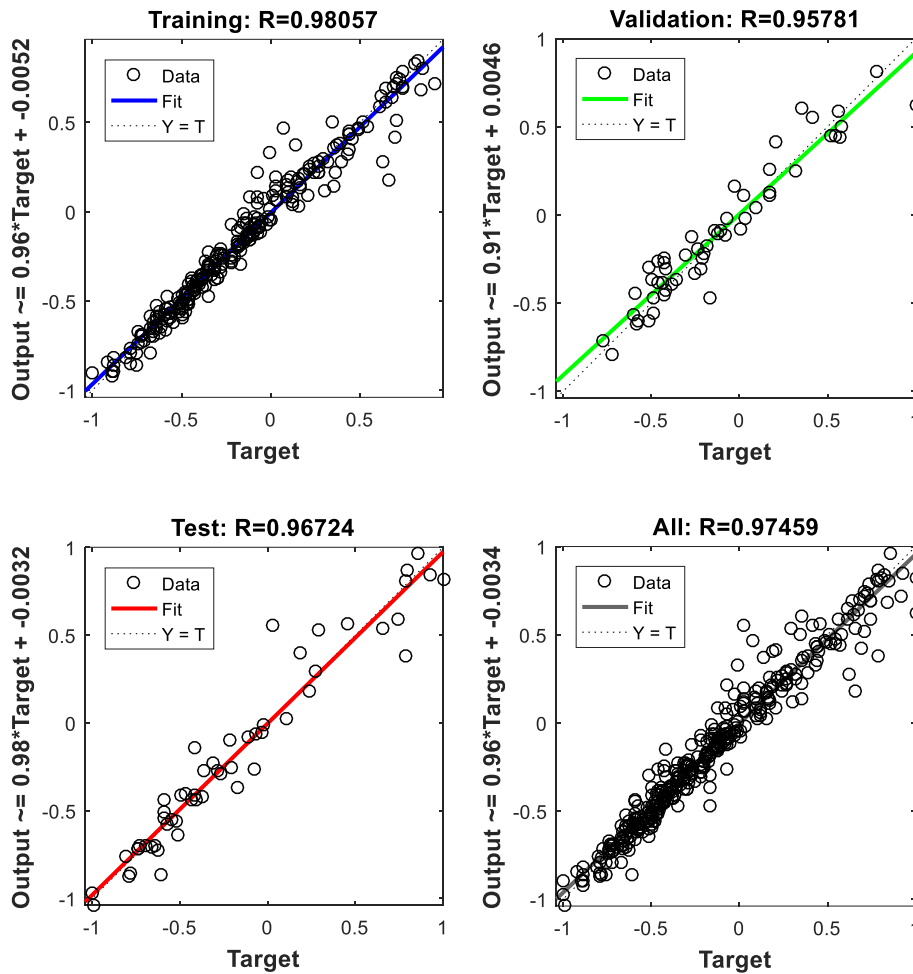 Training: R=0.98057
Output ~= 0.96*Target + -0.0052
Data
Fit
Y = T
0.5
0
-0.5
-1
-1
-0.5
0
0.5
Target
Validation: R=0.95781
Output ~= 0.91*Target + 0.0046
Data
Fit
Y = T
1
0.5
0
-0.5
-1
-1
-0.5
0
0.5
1
Target
Test: R=0.96724
Output ~= 0.98*Target + -0.0032
Data
Fit
Y = T
1
0.5
0
-0.5
-1
-1
-0.5
0
0.5
1
Target
All: R=0.97459
Output ~= 0.96*Target + -0.0034
Data
Fit
Y = T
1
0.5
0
-0.5
-1
-1
-0.5
0
0.5
1
Target